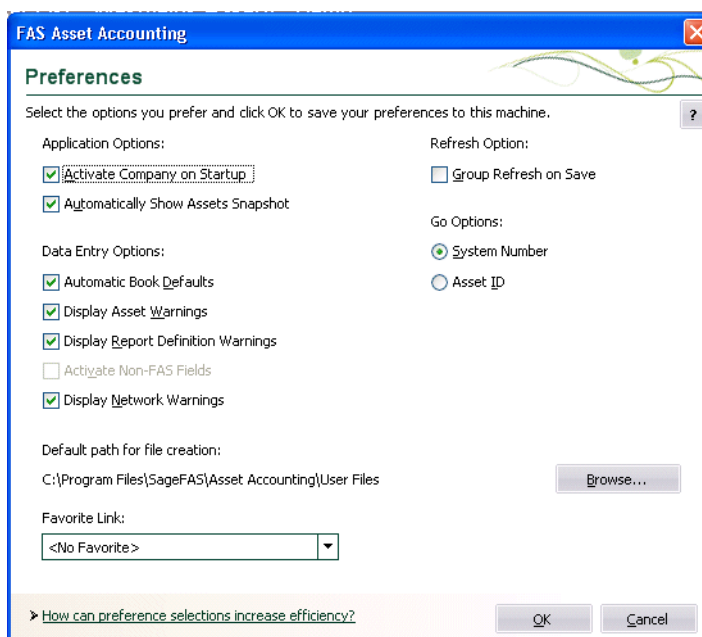 FAS Asset Accounting
Preferences
Select the options you prefer and click OK to save your preferences to this machine.
?
Application Options:
Activate Company on Startup
Automatically Show Assets Snapshot
Refresh Option:
Group Refresh on Save
Go Options:
System Number
Asset ID
Data Entry Options:
Automatic Book Defaults
Display Asset Warnings
Display Report Definition Warnings
Activate Non-FAS Fields
Display Network Warnings
Default path for file creation:
C:\Program Files\SageFAS\Asset Accounting\User Files
Browse...
Favorite Link:
<No Favorite>
How can preference selections increase efficiency?
OK
Cancel